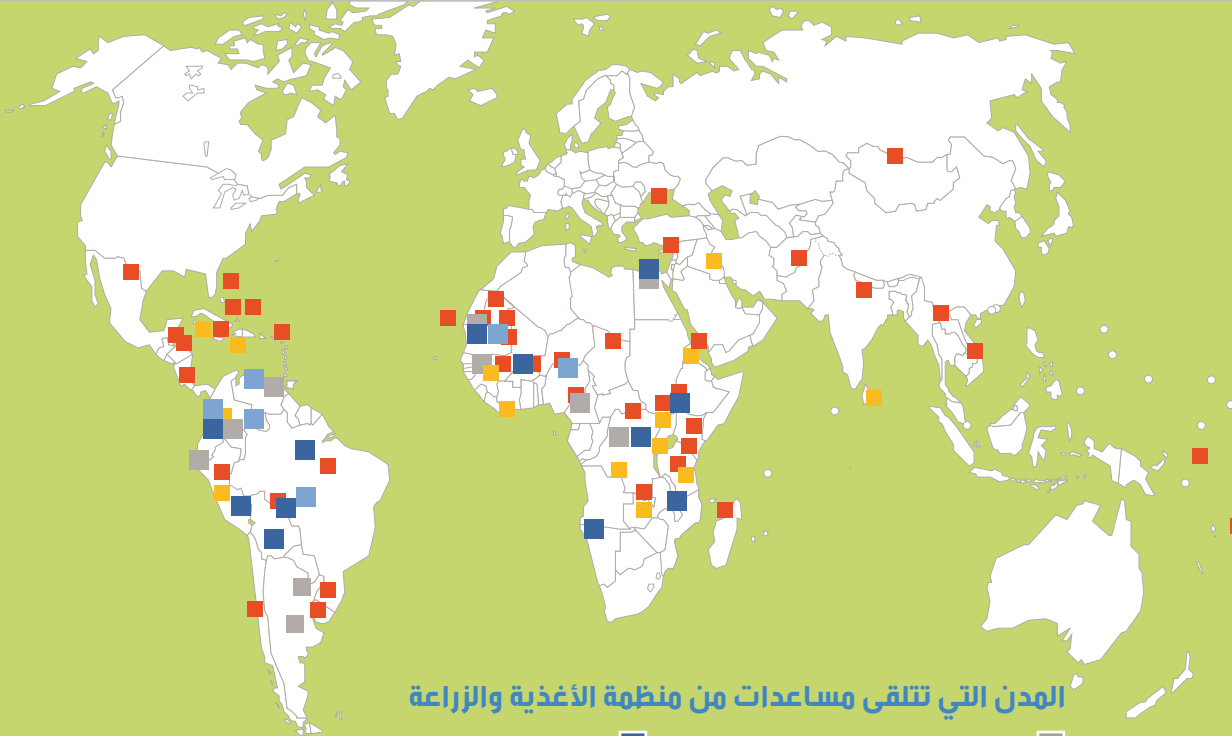 المدن التي تتلقى مساعدات من منظمة الأغذية والزراعة